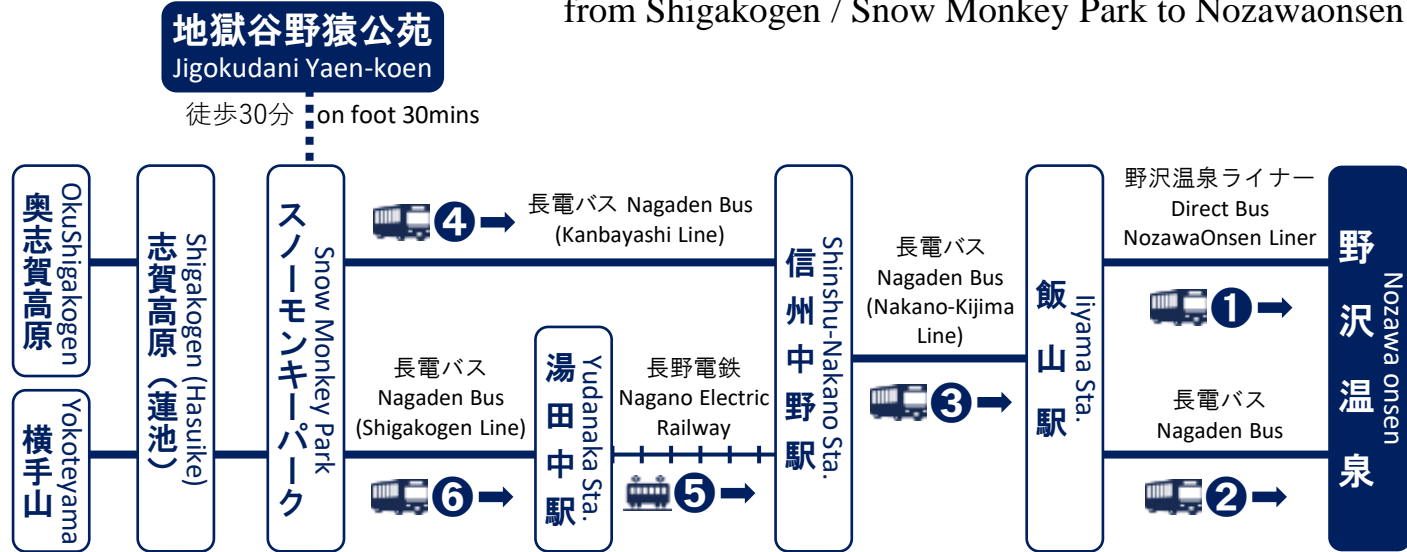 from Shigakogen / Snow Monkey Park to Nozawaonsen
地獄谷野猿公苑
Jigokudani Yaen-koen
徒歩30分 on foot 30mins
奥志賀高原
OkuShigakogen
横手山
Yokoteyama
志賀高原（蓮池）
Shigakogen (Hasuike)
スノーモンキーパーク
Snow Monkey Park
❹
長電バス Nagaden Bus
(Kanbayashi Line)
長電バス
Nagaden Bus
(Shigakogen Line)
❻
湯田中駅
Yudanaka Sta.
長野電鉄
Nagano Electric
Railway
❺
信州中野駅
Shinshu-Nakano Sta.
長電バス
Nagaden Bus
(Nakano-Kijima
Line)
❸
飯山駅
Iiyama Sta.
野沢温泉ライナー
Direct Bus
NozawaOnsen Liner
❶
長電バス
Nagaden Bus
❷
野沢温泉
Nozawa onsen